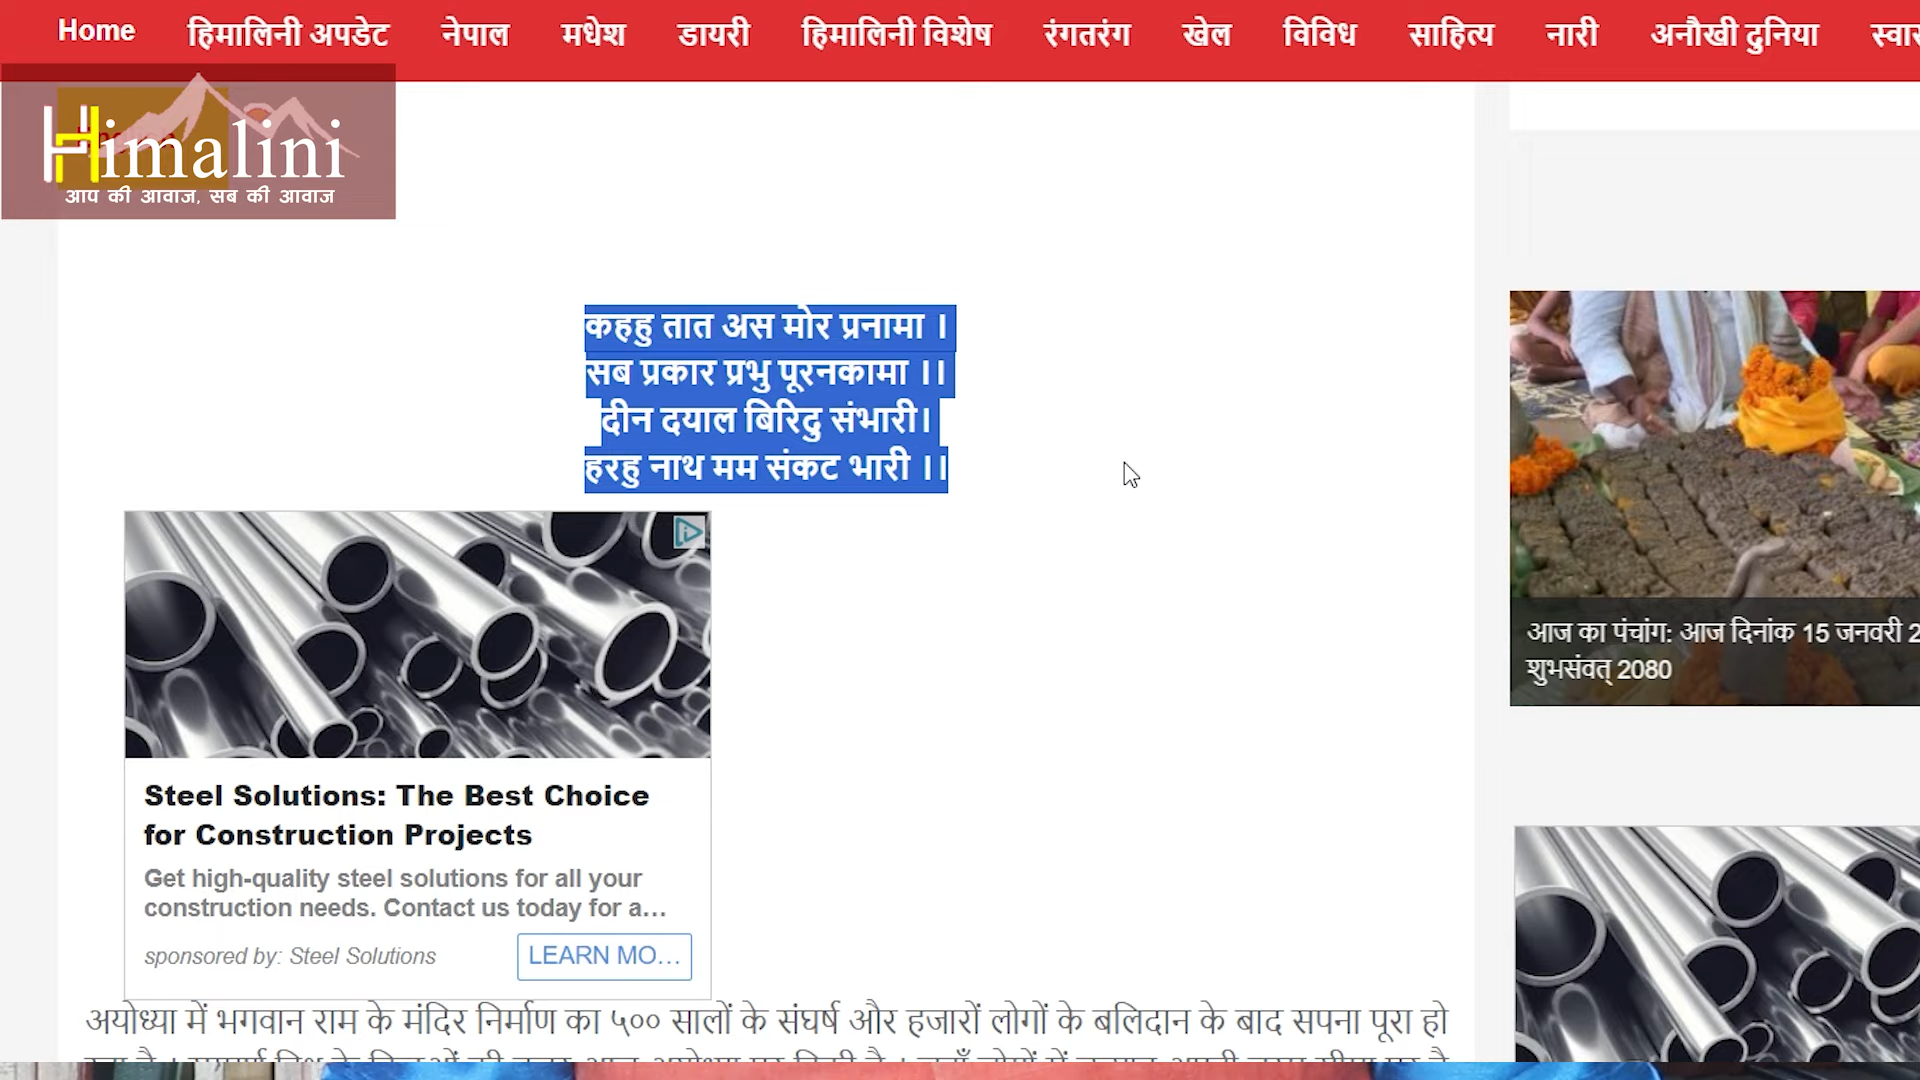 Home हिमालिनी अपडेट नेपाल मधेश डायरी हिमालिनी विशेष रंगतरंग खेल विविध साहित्य नारी अनौखी दुनिया
Himalini
आप की आवाज, सब की आवाज
कहहु तात अस मोर प्रनामा ।
सब प्रकार प्रभु पूरनकामा ।।
दीन दयाल बिरिदु संभारी।
हरहु नाथ मम संकट भारी ।।
Steel Solutions: The Best Choice
for Construction Projects
Get high-quality steel solutions for all your
construction needs. Contact us today for a...
sponsored by: Steel Solutions
LEARN MO...
आज का पंचांग: आज दिनांक 15 जनवरी
शुभसंवत् 2080
अयोध्या में भगवान राम के मंदिर निर्माण का ५०० सालों के संघर्ष और हजारों लोगों के बलिदान के बाद सपना पूरा हो